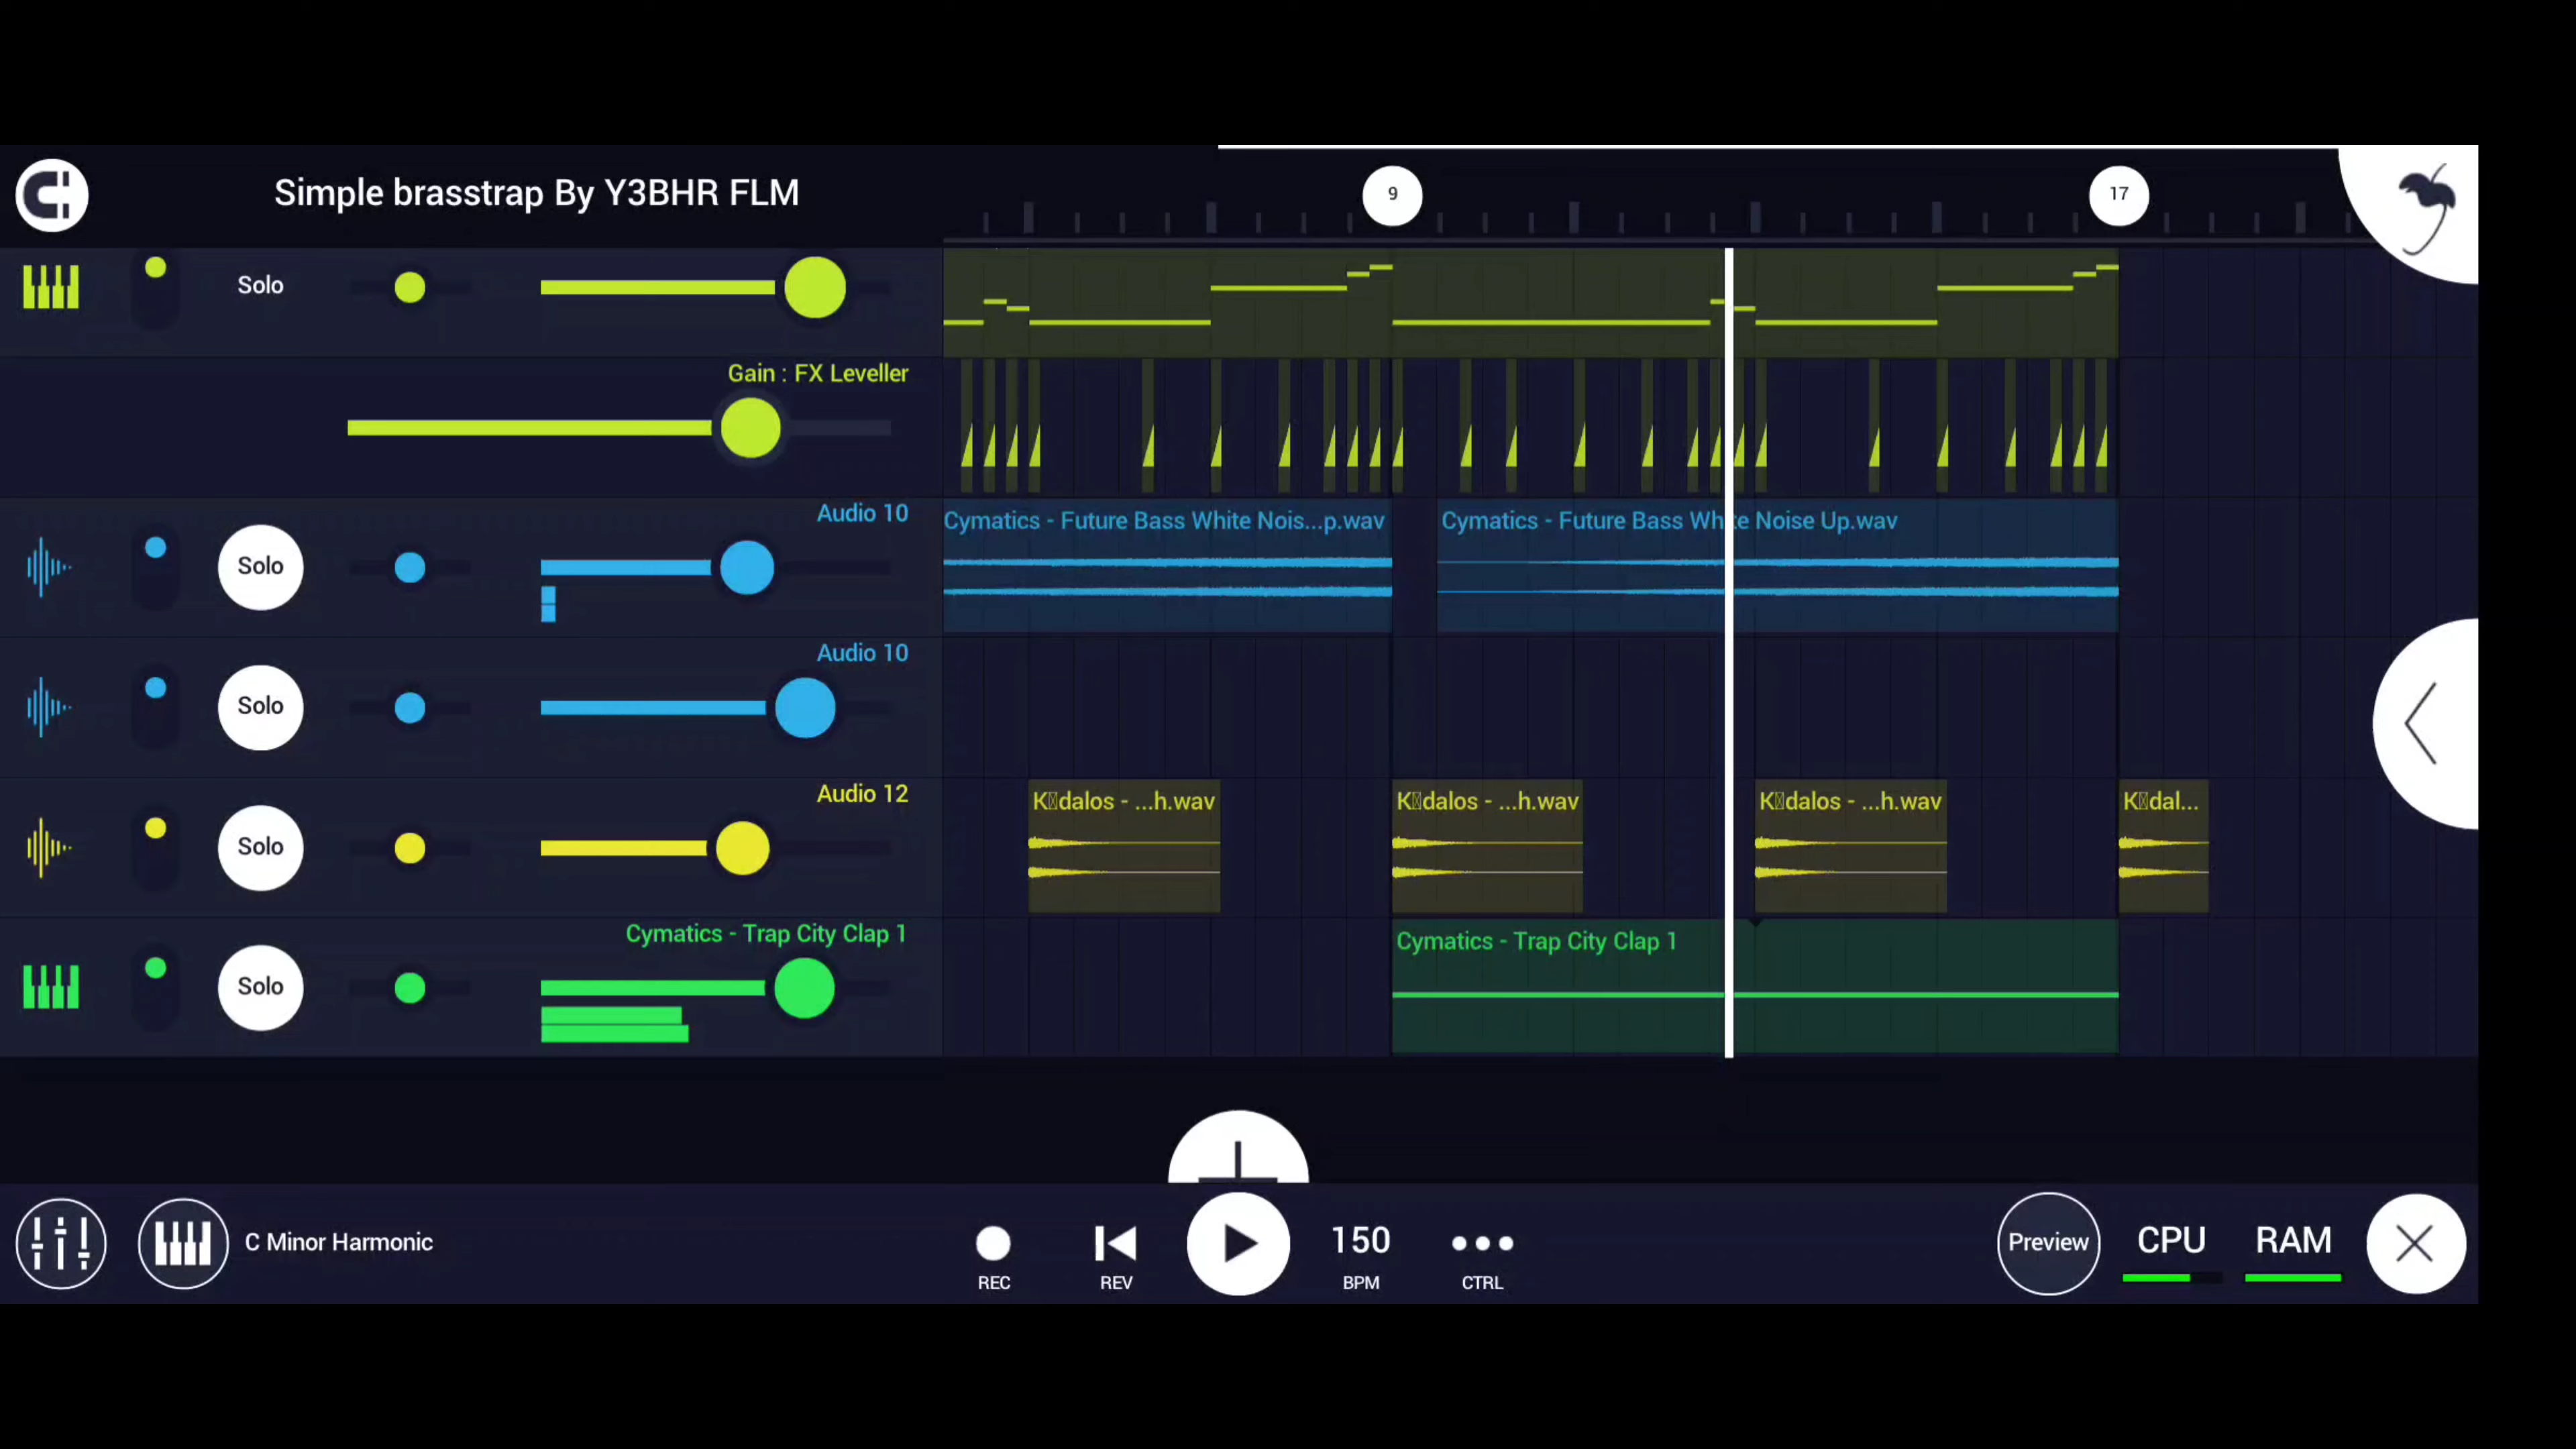 Simple brasstrap By Y3BHR FLM
9
17
Solo
Gain : FX Leveller
Audio 10
Solo
Cymatics - Future Bass White Nois...p.wav
Cymatics - Future Bass White Noise Up.wav
Audio 10
Solo
Audio 12
Solo
K▯dalos - ...h.wav
K▯dalos - ...h.wav
K▯dalos - ...h.wav
K▯dal...
Cymatics - Trap City Clap 1
Solo
Cymatics - Trap City Clap 1
C Minor Harmonic
REC
REV
150
BPM
CTRL
Preview
CPU
RAM